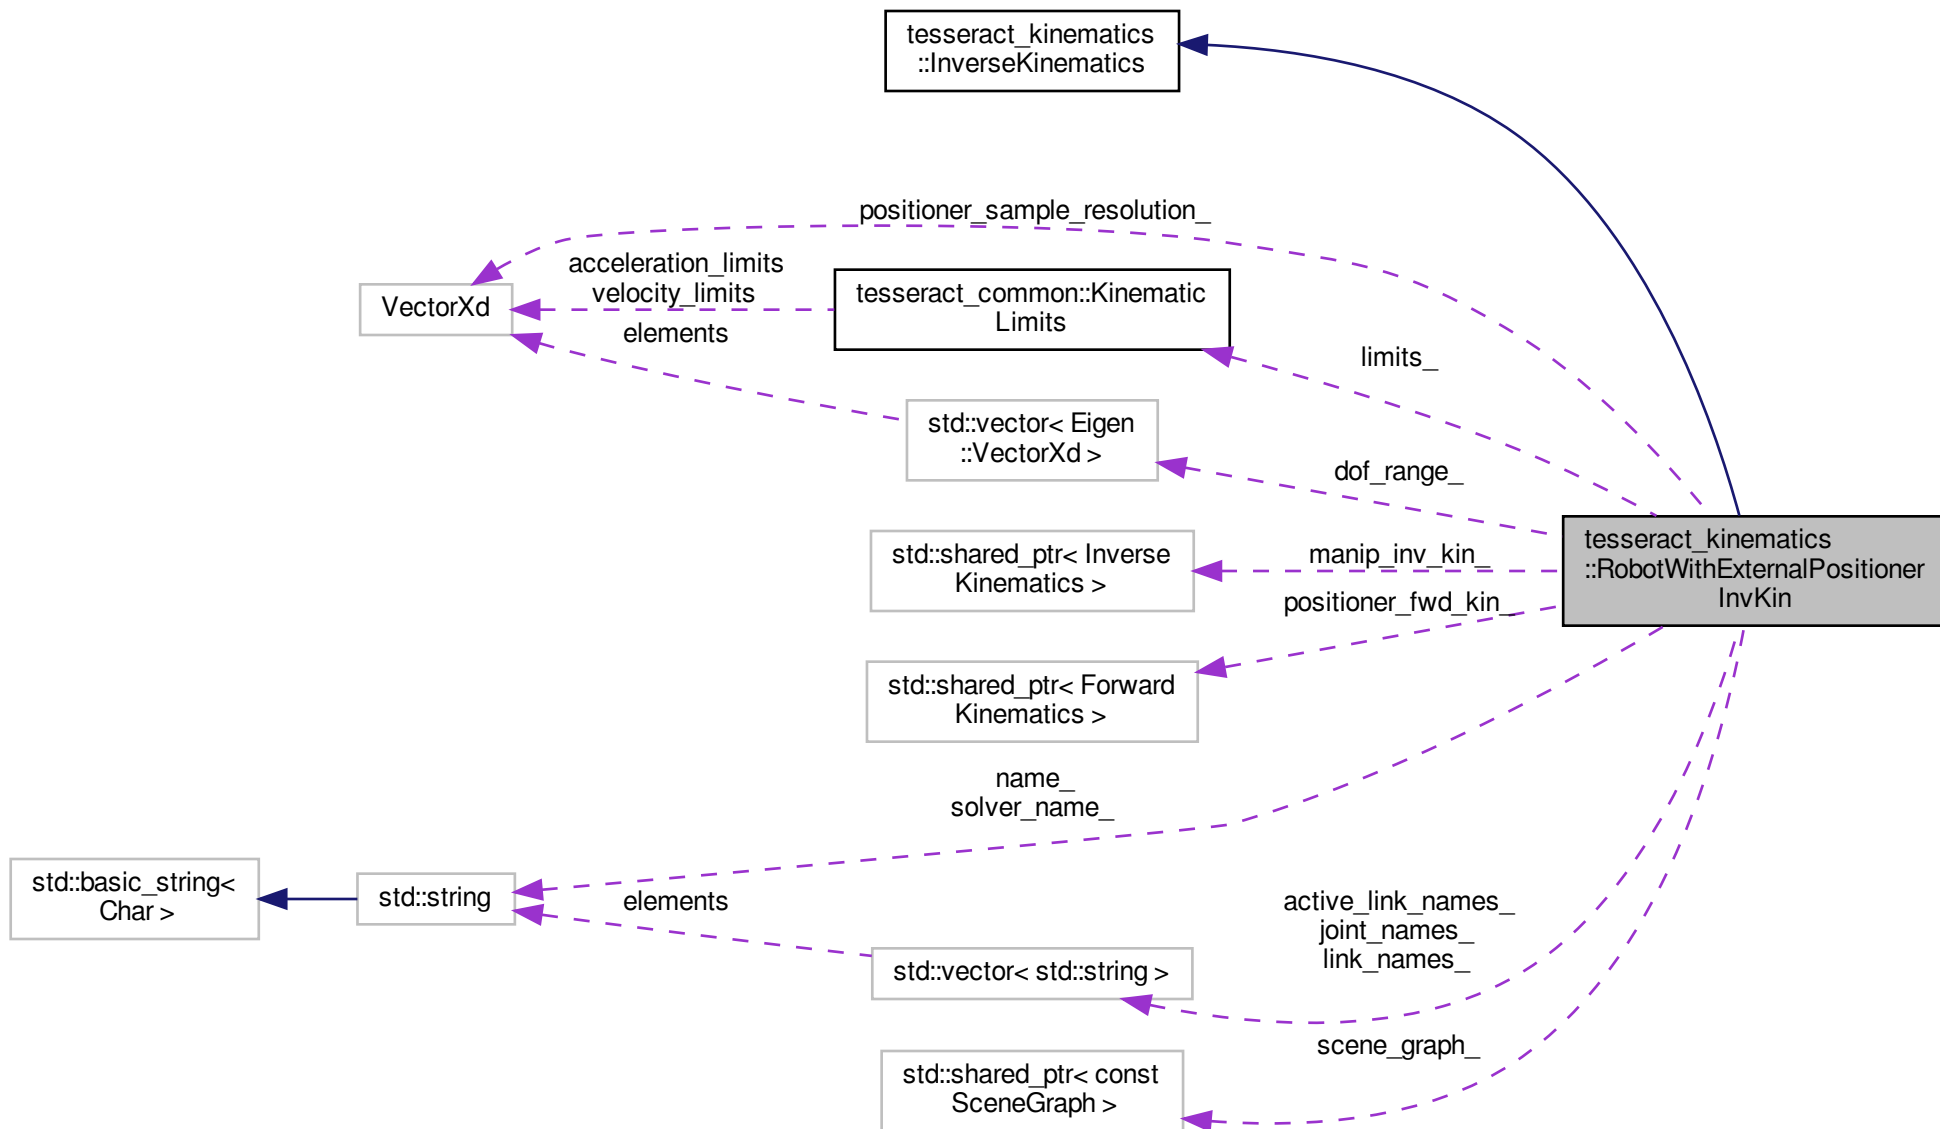 tesseract_kinematics
::InverseKinematics
positioner_sample_resolution_
acceleration_limits
velocity_limits
VectorXd
tesseract_common::Kinematic
Limits
elements
limits_
std::vector< Eigen
::VectorXd >
dof_range_
std::shared_ptr< Inverse
Kinematics >
manip_inv_kin_
tesseract_kinematics
::RobotWithExternalPositioner
InvKin
positioner_fwd_kin_
std::shared_ptr< Forward
Kinematics >
name_
solver_name_
std::basic_string<
Char >
std::string
elements
active_link_names_
joint_names_
link_names_
std::vector< std::string >
scene_graph_
std::shared_ptr< const
SceneGraph >